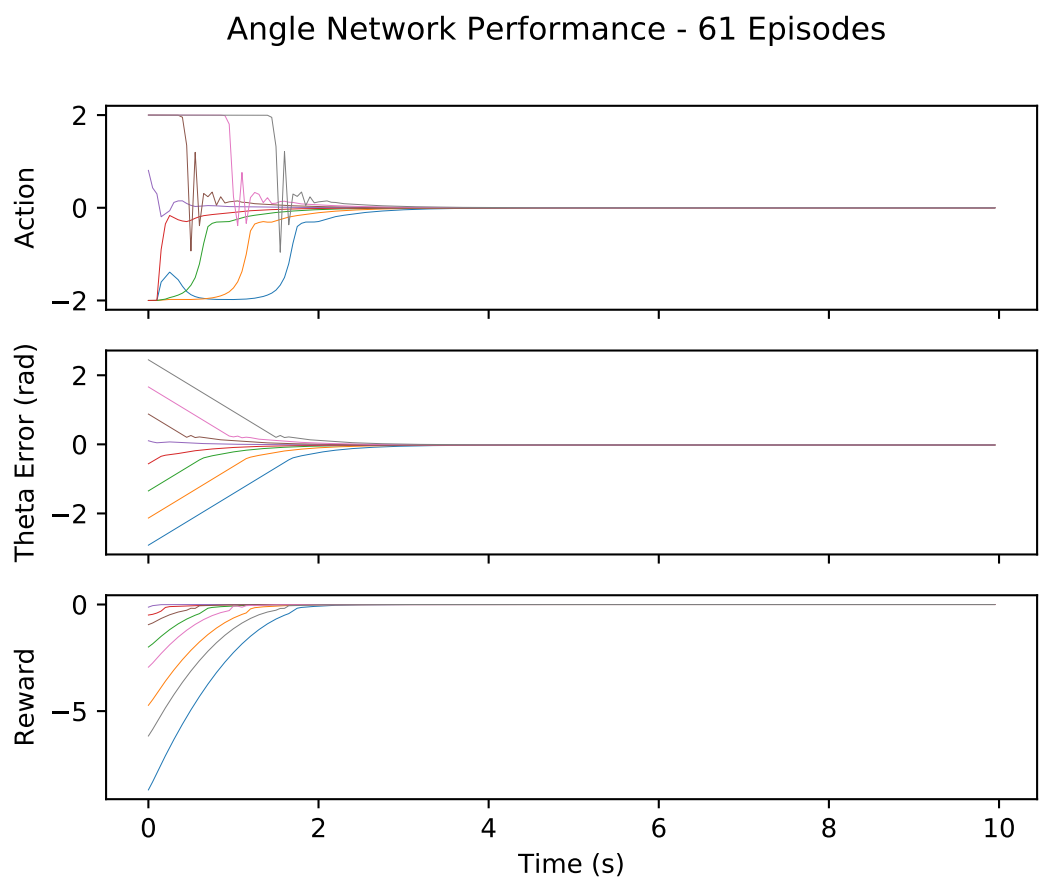 Angle Network Performance - 61 Episodes
Action
2
0
−2
Theta Error (rad)
2
0
−2
Reward
0
−5
0 2 4 6 8 10
Time (s)